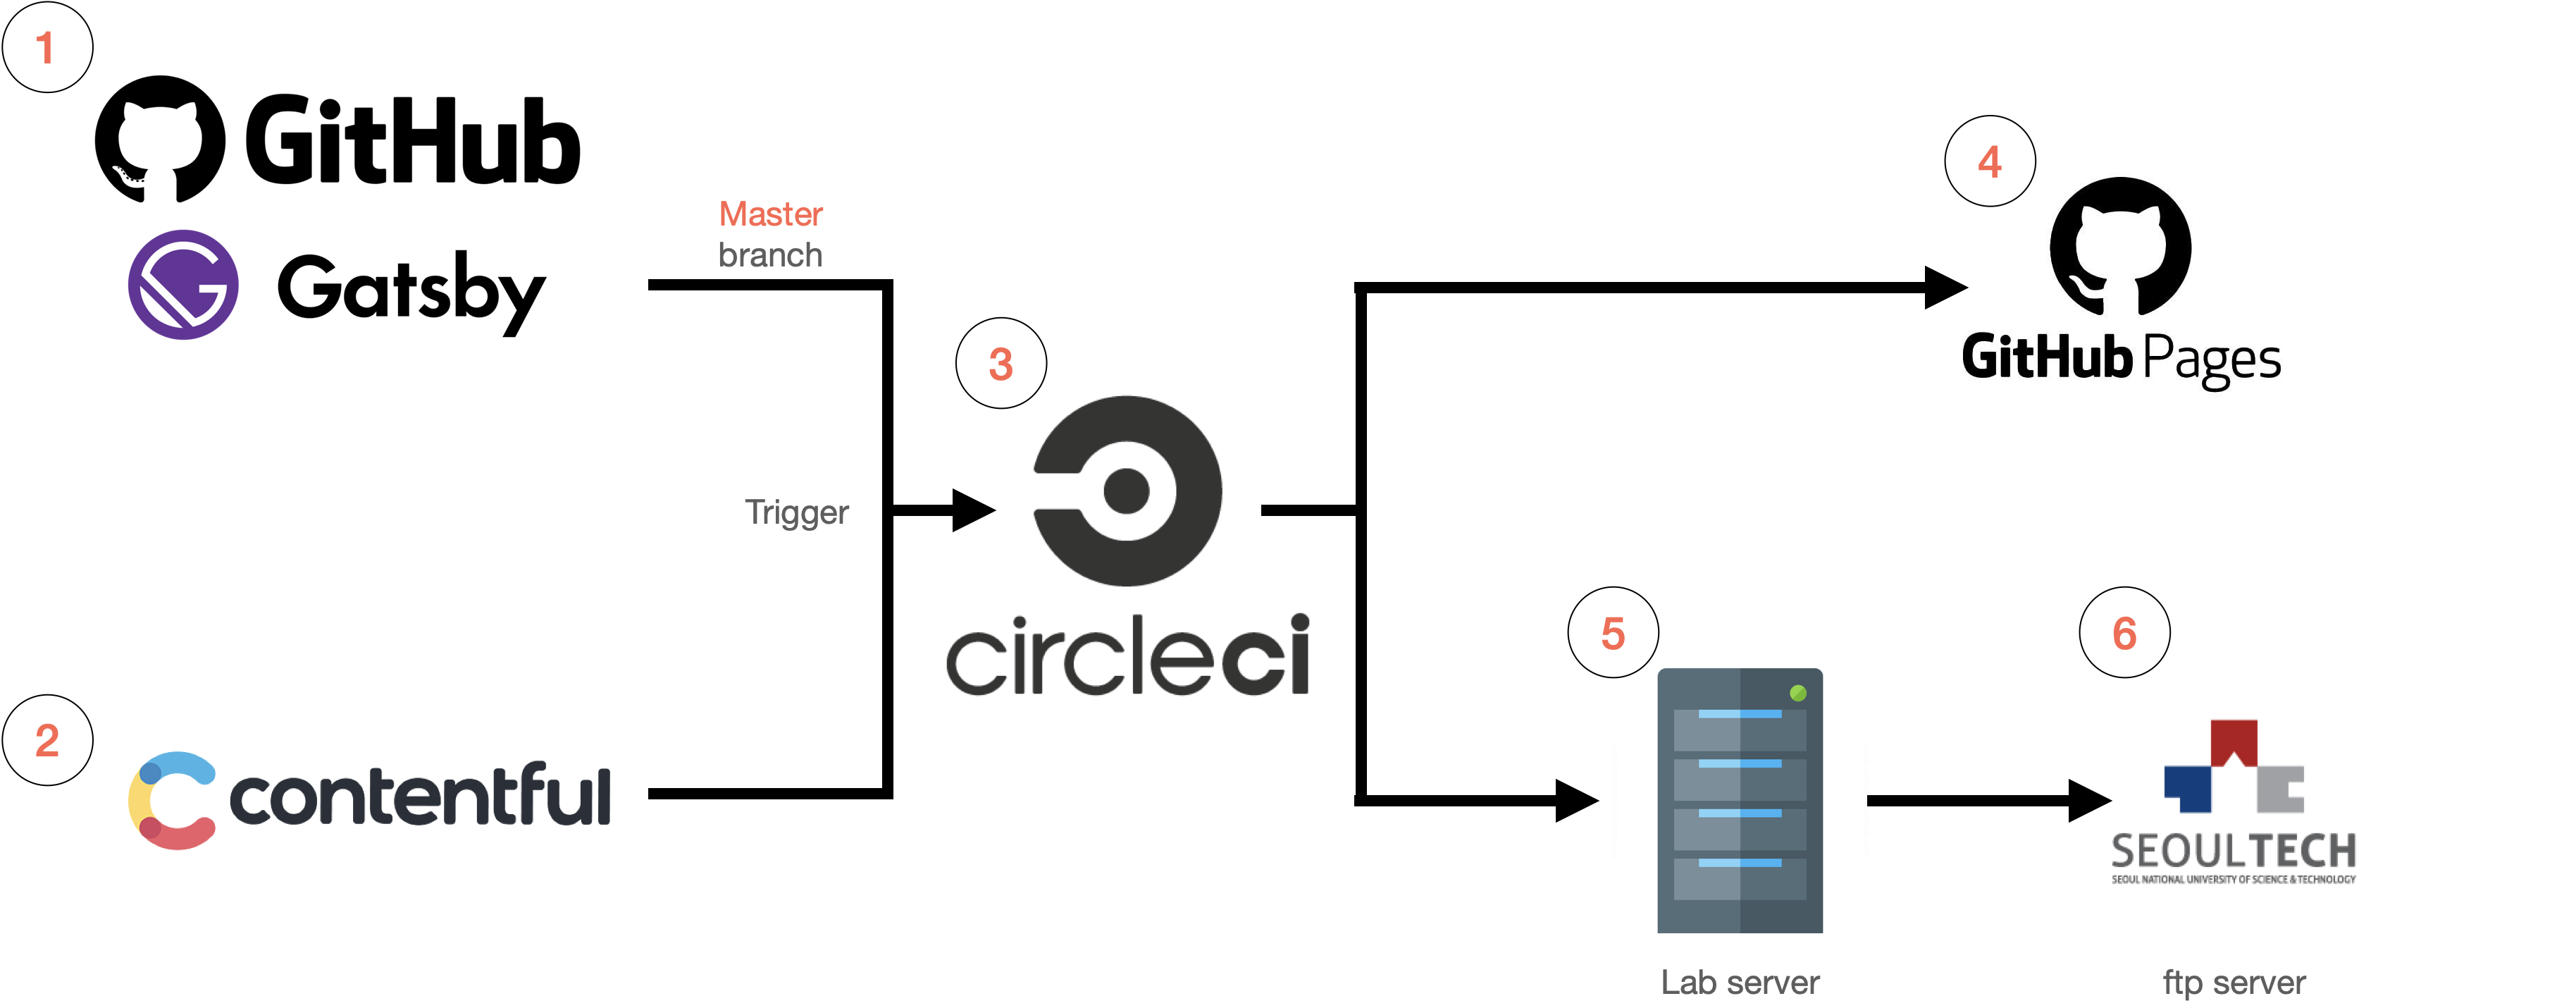 1
GitHub
Gatsby
Master
branch
Trigger
2
contentful
3
circleci
4
GitHub Pages
5
Lab server
6
SEOULTECH
SEOUL NATIONAL UNIVERSITY OF SCIENCE & TECHNOLOGY
ftp server